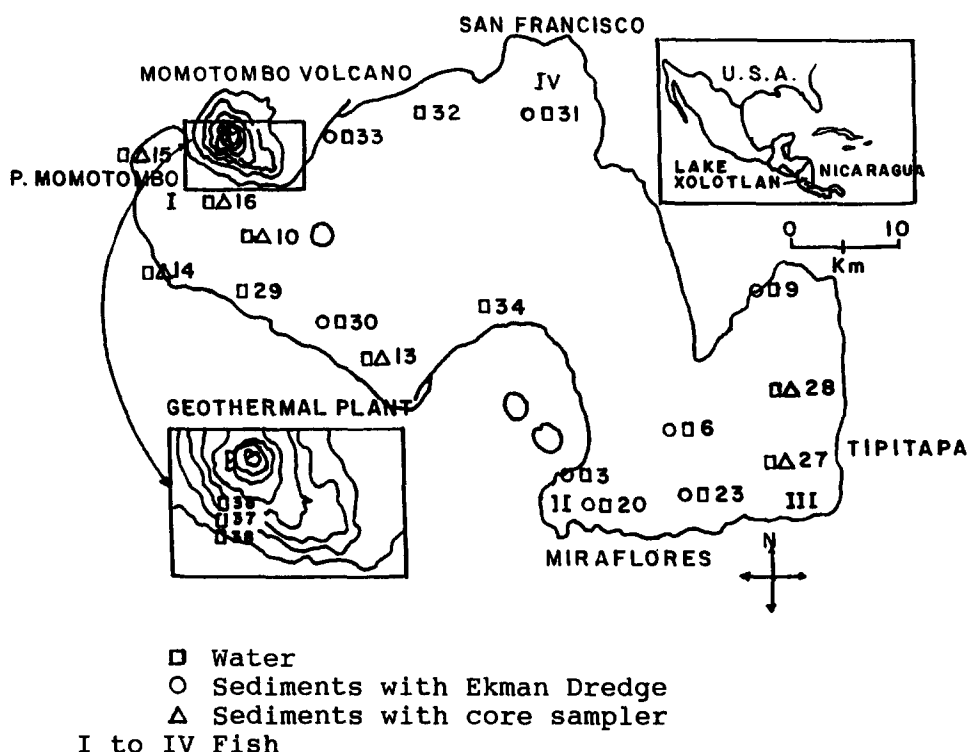 SAN FRANCISCO
MOMOTOMBO VOLCANO
IV
U.S.A.
32
31
33
15
P. MOMOTOMBO
LAKE
XOLOTLAN
NICARAGUA
I
16
0 10
Km
10
14
29
9
34
30
13
28
GEOTHERMAL PLANT
6
TIPITAPA
27
3
36
37
38
II
20
23
III
N
MIRAFLORES
Water
Sediments with Ekman Dredge
Sediments with core sampler
I to IV Fish